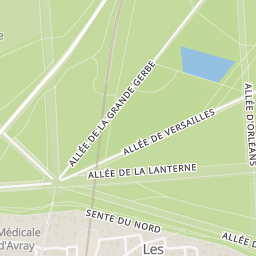 ALLÉE DE LA GRANDE GERBE
ALLÉE D'ORLÉANS
ALLÉE DE VERSAILLES
ALLÉE DE LA LANTERNE
SENTE DU NORD
Médicale
d'Avray
Les
ALLÉE D